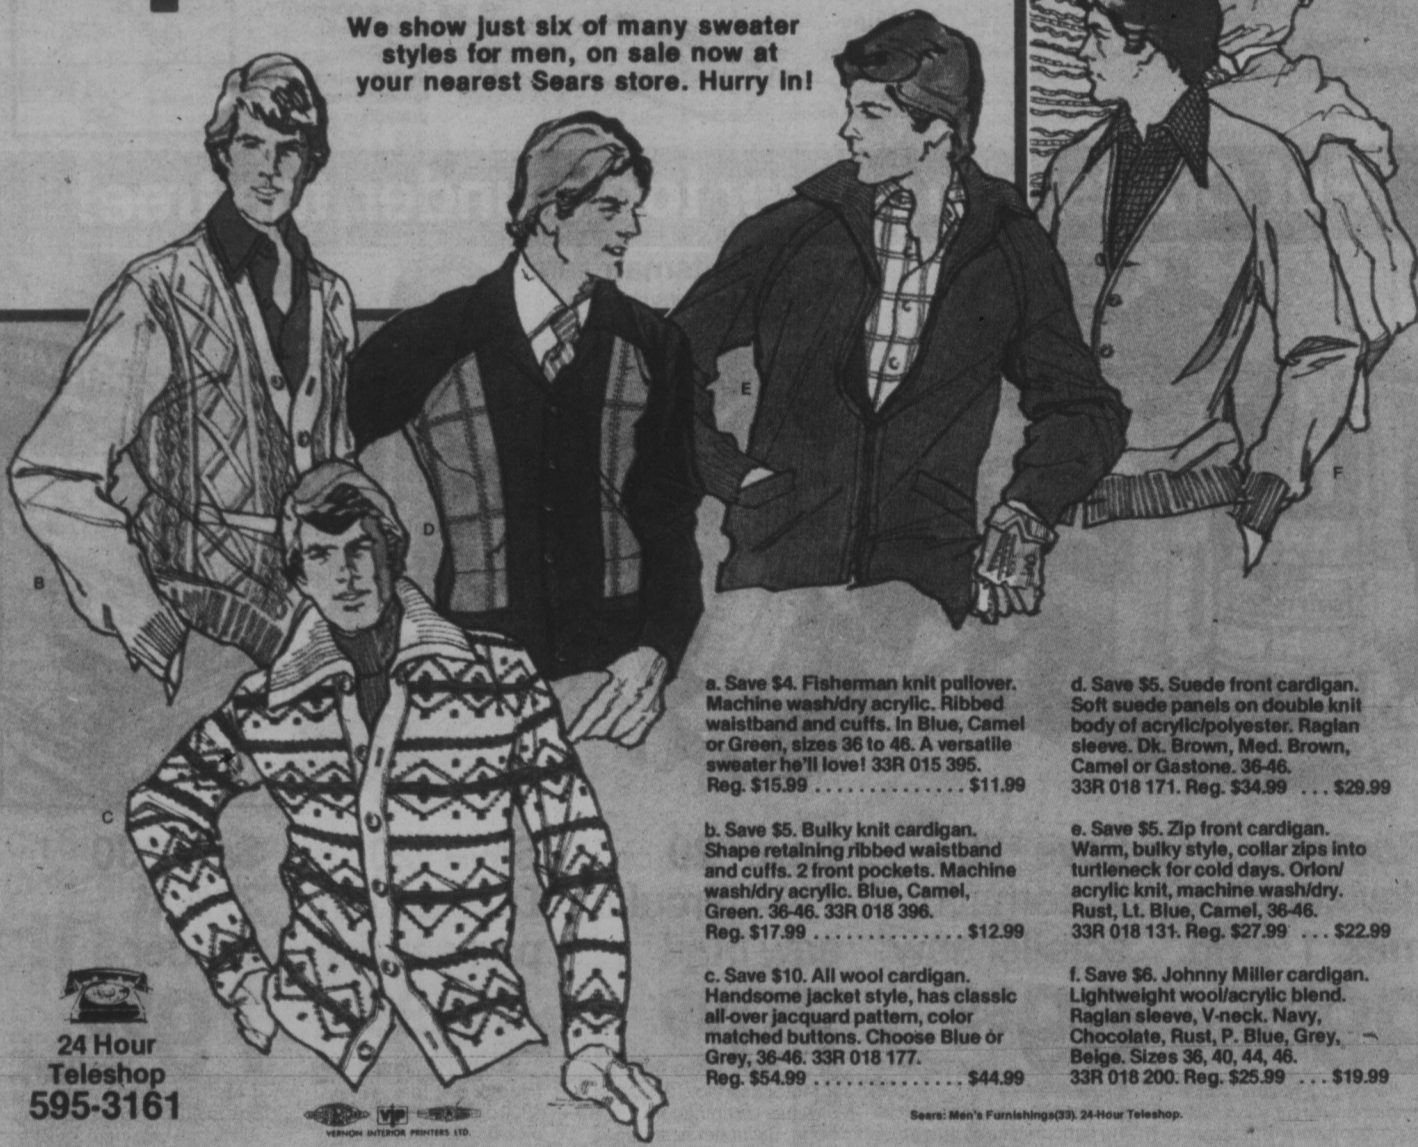 We show just six of many sweater
styles for men, on sale now at
your nearest Sears store. Hurry in!
B
C
D
E
F
a. Save $4. Fisherman knit pullover.
Machine wash/dry acrylic. Ribbed
waistband and cuffs. In Blue, Camel
or Green, sizes 36 to 46. A versatile
sweater he'll love! 33R 015 395.
Reg. $15.99 . . . . . . . . . . . . . $11.99
b. Save $5. Bulky knit cardigan.
Shape retaining ribbed waistband
and cuffs. 2 front pockets. Machine
wash/dry acrylic. Blue, Camel,
Green. 36-46. 33R 018 396.
Reg. $17.99 . . . . . . . . . . . . . . $12.99
c. Save $10. All wool cardigan.
Handsome jacket style, has classic
all-over jacquard pattern, color
matched buttons. Choose Blue or
Grey, 36-46. 33R 018 177.
Reg. $54.99 . . . . . . . . . . . . . . $44.99
d. Save $5. Suede front cardigan.
Soft suede panels on double knit
body of acrylic/polyester. Raglan
sleeve. Dk. Brown, Med. Brown,
Camel or Gastone. 36-46.
33R 018 171. Reg. $34.99 . . . $29.99
e. Save $5. Zip front cardigan.
Warm, bulky style, collar zips into
turtleneck for cold days. Orlon/
acrylic knit, machine wash/dry.
Rust, Lt. Blue, Camel, 36-46.
33R 018 131. Reg. $27.99 . . . $22.99
f. Save $6. Johnny Miller cardigan.
Lightweight wool/acrylic blend.
Raglan sleeve, V-neck. Navy,
Chocolate, Rust, P. Blue, Grey,
Beige. Sizes 36, 40, 44, 46.
33R 018 200. Reg. $25.99 . . . $19.99
24 Hour
Teleshop
595-3161
vip
VERNON INTERIOR PRINTERS LTD.
Sears: Men's Furnishings(33). 24-Hour Teleshop.